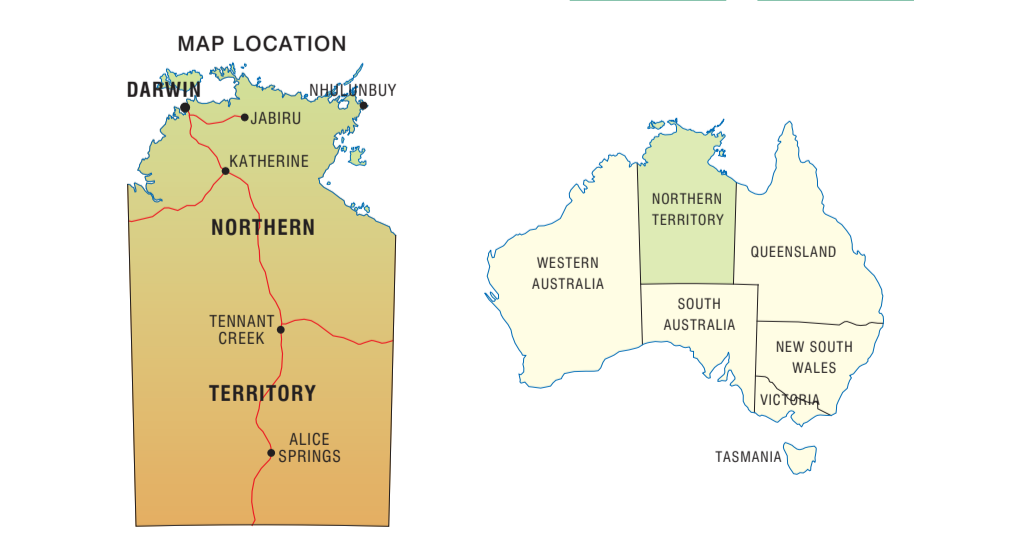 MAP LOCATION
DARWIN
NHULUNBUY
JABIRU
KATHERINE
NORTHERN
TENNANT
CREEK
TERRITORY
ALICE
SPRINGS
NORTHERN
TERRITORY
QUEENSLAND
WESTERN
AUSTRALIA
SOUTH
AUSTRALIA
NEW SOUTH
WALES
VICTORIA
TASMANIA